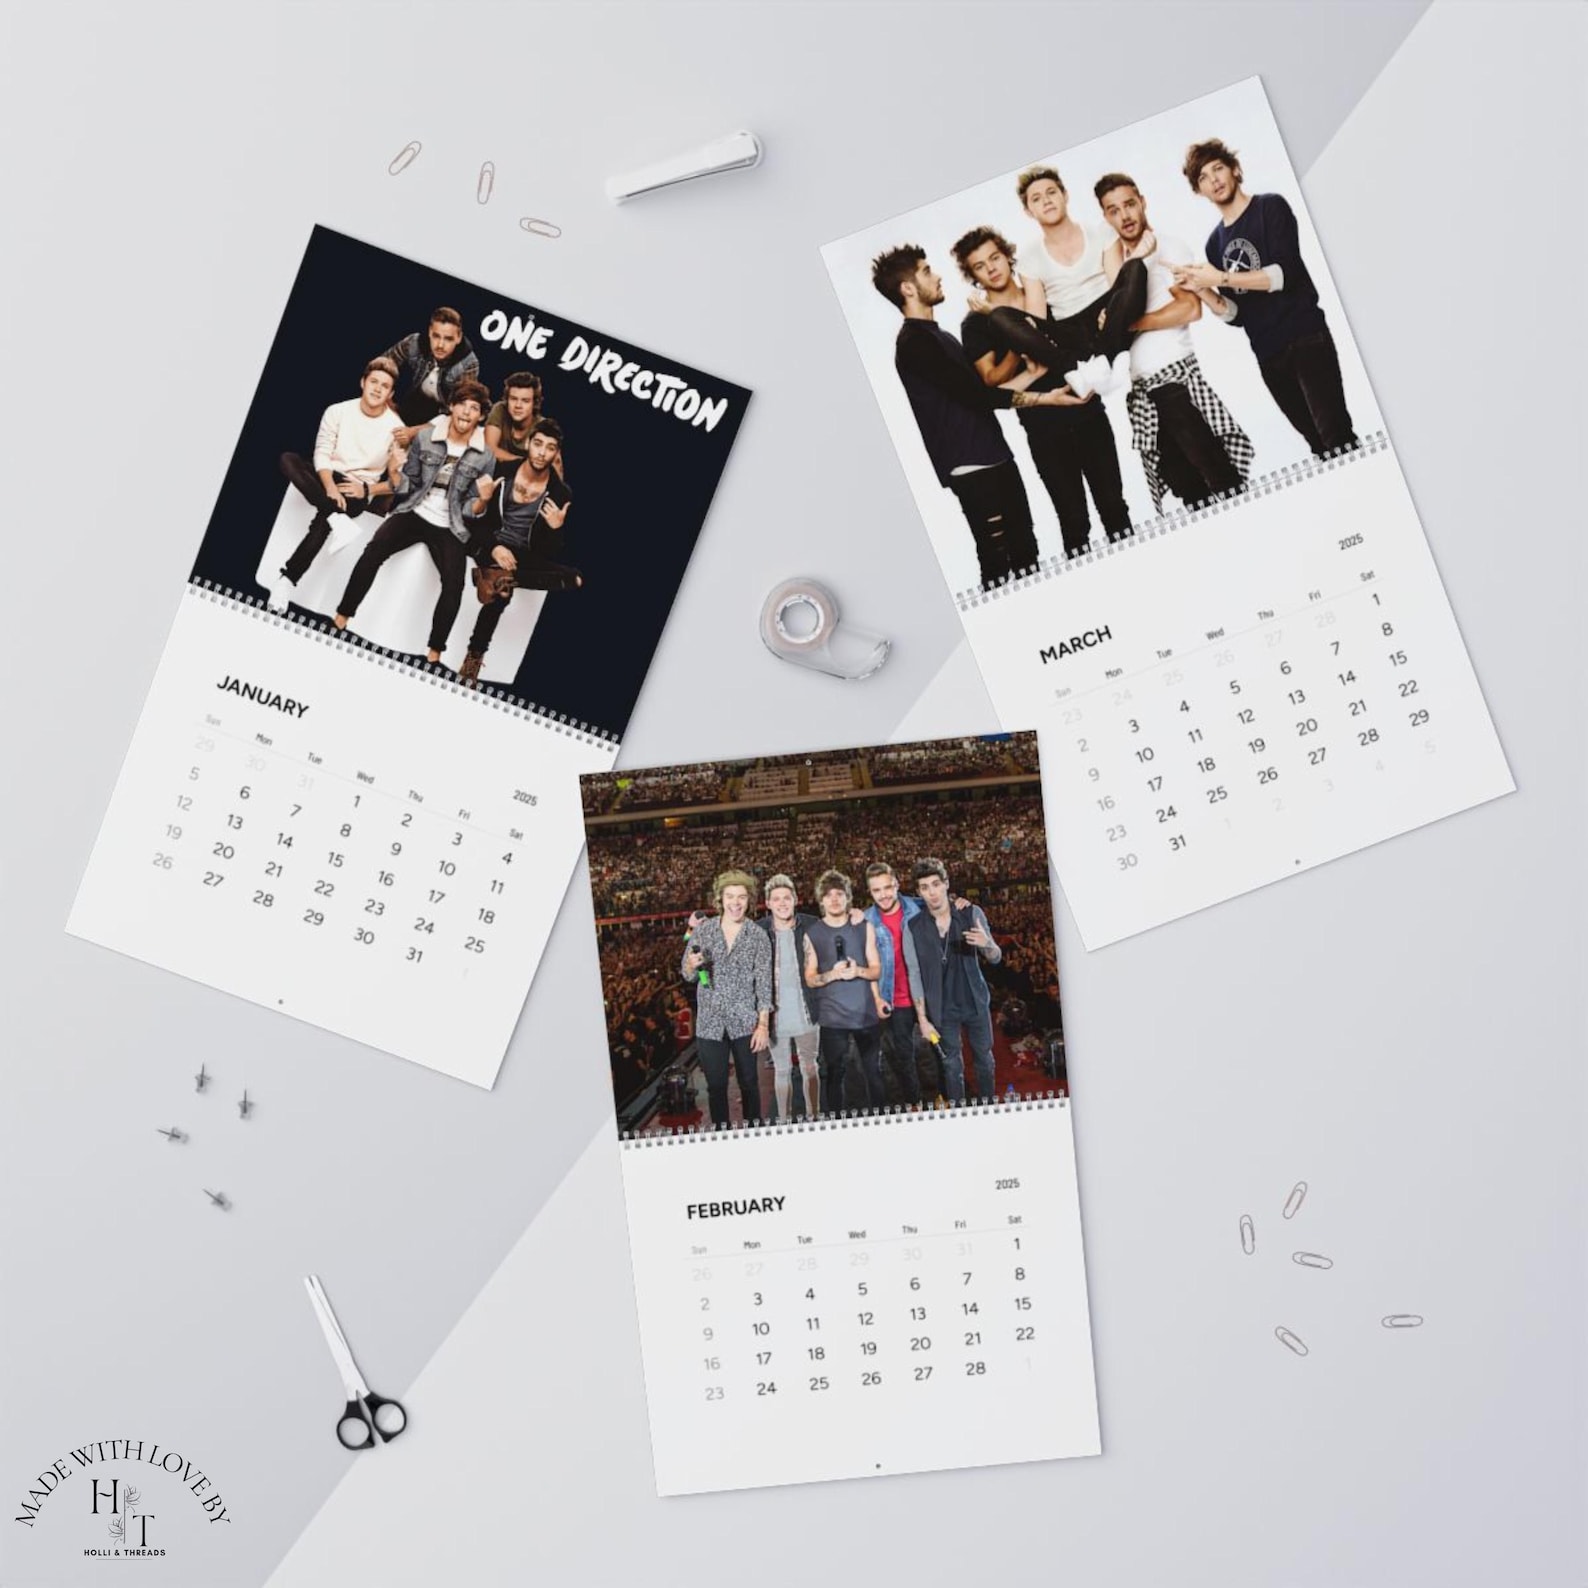 ONE DIRECTION
JANUARY
2025
Sun Mon Tue Wed Thu Fri Sat
29 30 31 1 2 3 4
5 6 7 8 9 10 11
12 13 14 15 16 17 18
19 20 21 22 23 24 25
26 27 28 29 30 31 1
MARCH
2025
Sun Mon Tue Wed Thu Fri Sat
23 24 25 26 27 28 1
2 3 4 5 6 7 8
9 10 11 12 13 14 15
16 17 18 19 20 21 22
23 24 25 26 27 28 29
30 31 1 2 3 4 5
FEBRUARY
2025
Sun Mon Tue Wed Thu Fri Sat
26 27 28 29 30 31 1
2 3 4 5 6 7 8
9 10 11 12 13 14 15
16 17 18 19 20 21 22
23 24 25 26 27 28 1
MADE WITH LOVE BY
H T
HOLLI & THREADS